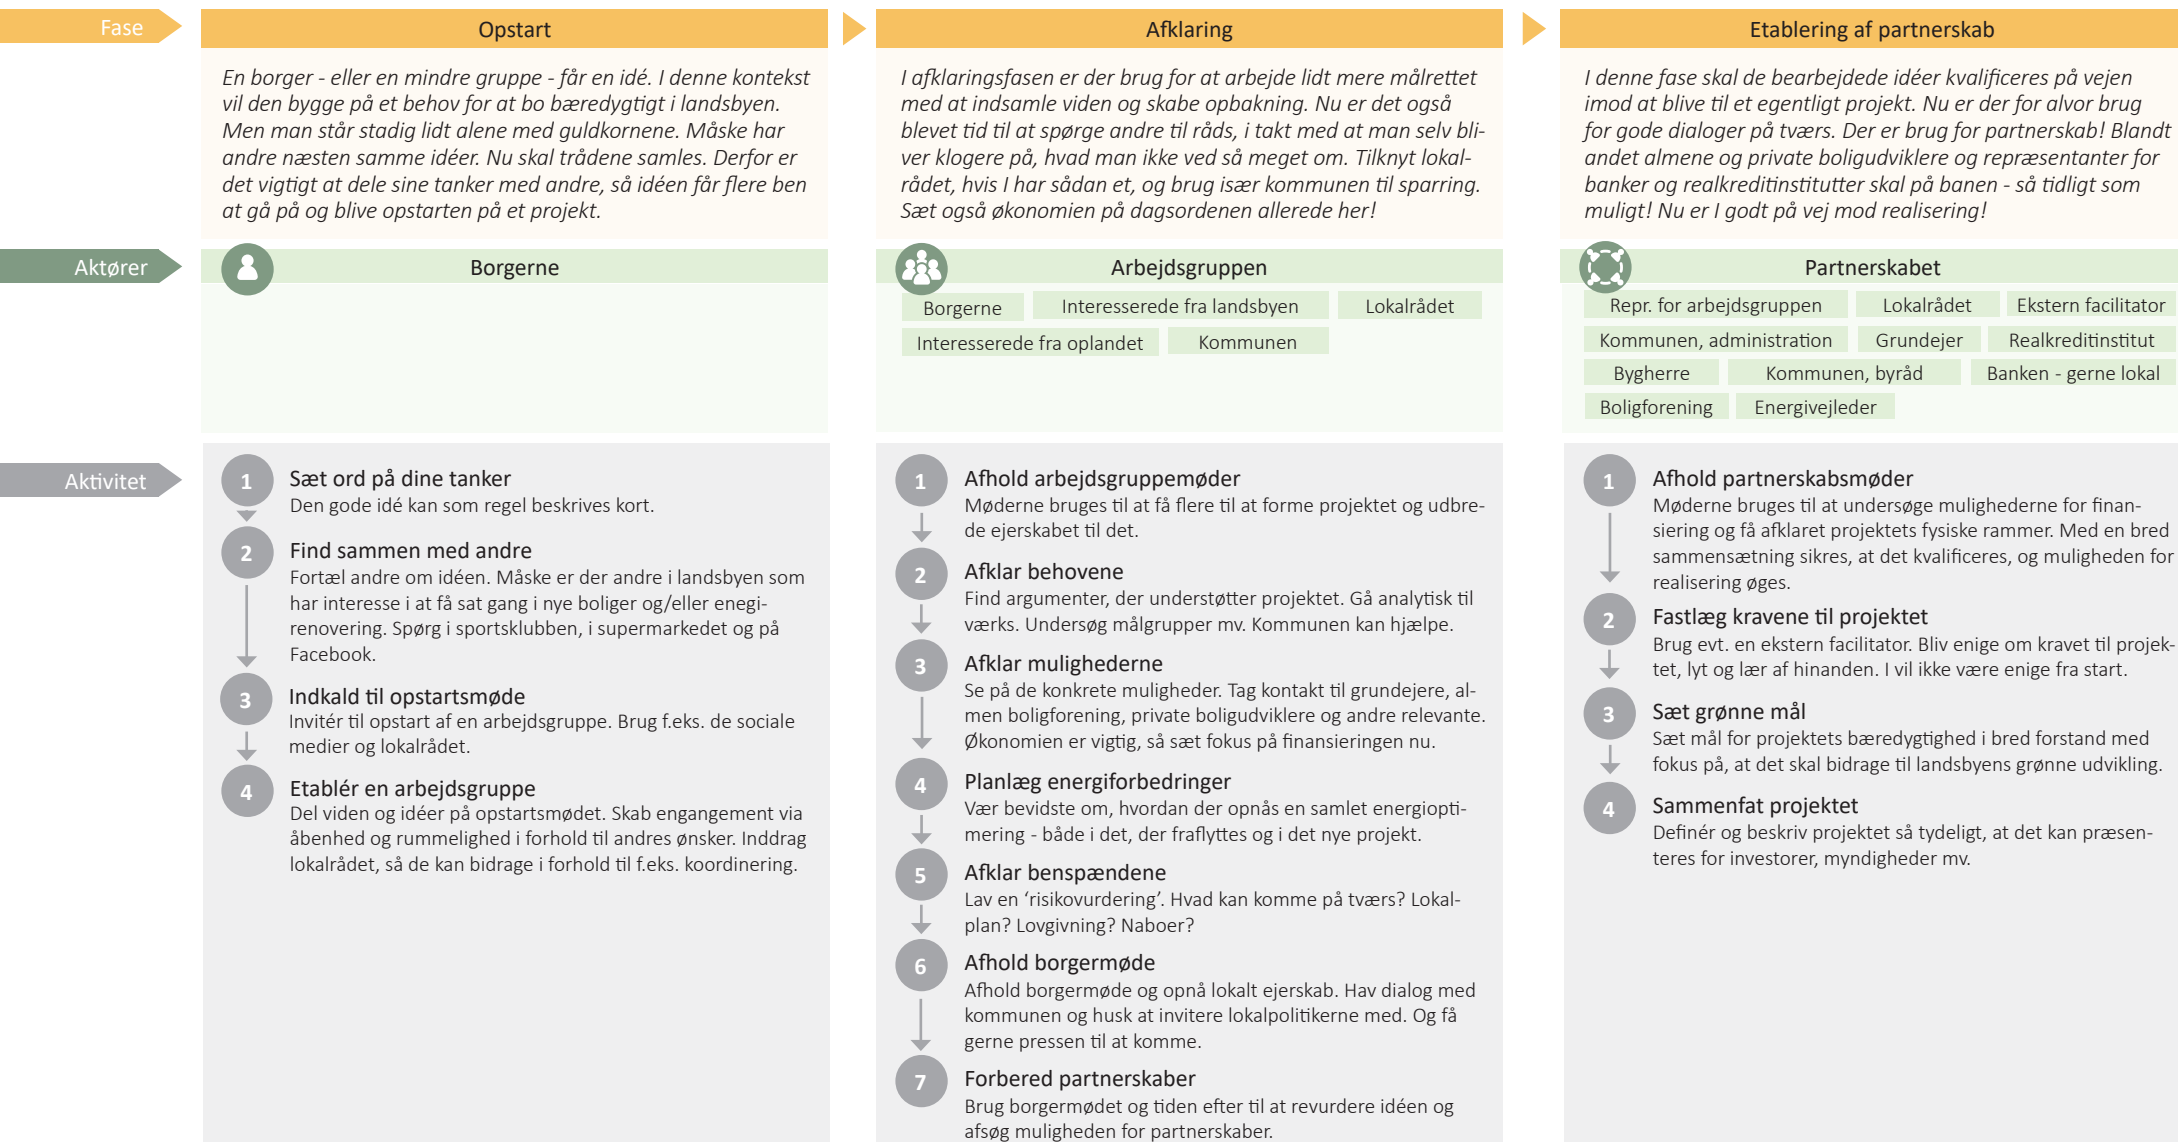 Fase
Opstart
Afklaring
Etablering af partnerskab
En borger - eller en mindre gruppe - får en idé. I denne kontekst
vil den bygge på et behov for at bo bæredygtigt i landsbyen.
Men man står stadig lidt alene med guldkornene. Måske har
andre næsten samme idéer. Nu skal trådene samles. Derfor er
det vigtigt at dele sine tanker med andre, så idéen får flere ben
at gå på og blive opstarten på et projekt.
I afklaringsfasen er der brug for at arbejde lidt mere målrettet
med at indsamle viden og skabe opbakning. Nu er det også
blevet tid til at spørge andre til råds, i takt med at man selv bli-
ver klogere på, hvad man ikke ved så meget om. Tilknyt lokal-
rådet, hvis I har sådan et, og brug især kommunen til sparring.
Sæt også økonomien på dagsordenen allerede her!
I denne fase skal de bearbejdede idéer kvalificeres på vejen
imod at blive til et egentligt projekt. Nu er der for alvor brug
for gode dialoger på tværs. Der er brug for partnerskab! Blandt
andet almene og private boligudviklere og repræsentanter for
banker og realkreditinstitutter skal på banen - så tidligt som
muligt! Nu er I godt på vej mod realisering!
Aktører
Borgerne
Arbejdsgruppen
Borgerne
Interesserede fra landsbyen
Lokalrådet
Interesserede fra oplandet
Kommunen
Partnerskabet
Repr. for arbejdsgruppen
Lokalrådet
Ekstern facilitator
Kommunen, administration
Grundejer
Realkreditinstitut
Bygherre
Kommunen, byråd
Banken - gerne lokal
Boligforening
Energivejleder
Aktivitet
1
Sæt ord på dine tanker
Den gode idé kan som regel beskrives kort.
2
Find sammen med andre
Fortæl andre om idéen. Måske er der andre i landsbyen som
har interesse i at få sat gang i nye boliger og/eller enegi-
renovering. Spørg i sportsklubben, i supermarkedet og på
Facebook.
3
Indkald til opstartsmøde
Invitér til opstart af en arbejdsgruppe. Brug f.eks. de sociale
medier og lokalrådet.
4
Etablér en arbejdsgruppe
Del viden og idéer på opstartsmødet. Skab engangement via
åbenhed og rummelighed i forhold til andres ønsker. Inddrag
lokalrådet, så de kan bidrage i forhold til f.eks. koordinering.
1
Afhold arbejdsgruppemøder
Møderne bruges til at få flere til at forme projektet og udbre-
de ejerskabet til det.
2
Afklar behovene
Find argumenter, der understøtter projektet. Gå analytisk til
værks. Undersøg målgrupper mv. Kommunen kan hjælpe.
3
Afklar mulighederne
Se på de konkrete muligheder. Tag kontakt til grundejere, al-
men boligforening, private boligudviklere og andre relevante.
Økonomien er vigtig, så sæt fokus på finansieringen nu.
4
Planlæg energiforbedringer
Vær bevidste om, hvordan der opnås en samlet energiopti-
mering - både i det, der fraflyttes og i det nye projekt.
5
Afklar benspændene
Lav en ‘risikovurdering’. Hvad kan komme på tværs? Lokal-
plan? Lovgivning? Naboer?
6
Afhold borgermøde
Afhold borgermøde og opnå lokalt ejerskab. Hav dialog med
kommunen og husk at invitere lokalpolitikerne med. Og få
gerne pressen til at komme.
7
Forbered partnerskaber
Brug borgermødet og tiden efter til at revurdere idéen og
afsøg muligheden for partnerskaber.
1
Afhold partnerskabsmøder
Møderne bruges til at undersøge mulighederne for finan-
siering og få afklaret projektets fysiske rammer. Med en bred
sammensætning sikres, at det kvalificeres, og muligheden for
realisering øges.
2
Fastlæg kravene til projektet
Brug evt. en ekstern facilitator. Bliv enige om kravet til projek-
tet, lyt og lær af hinanden. I vil ikke være enige fra start.
3
Sæt grønne mål
Sæt mål for projektets bæredygtighed i bred forstand med
fokus på, at det skal bidrage til landsbyens grønne udvikling.
4
Sammenfat projektet
Definér og beskriv projektet så tydeligt, at det kan præsen-
teres for investorer, myndigheder mv.